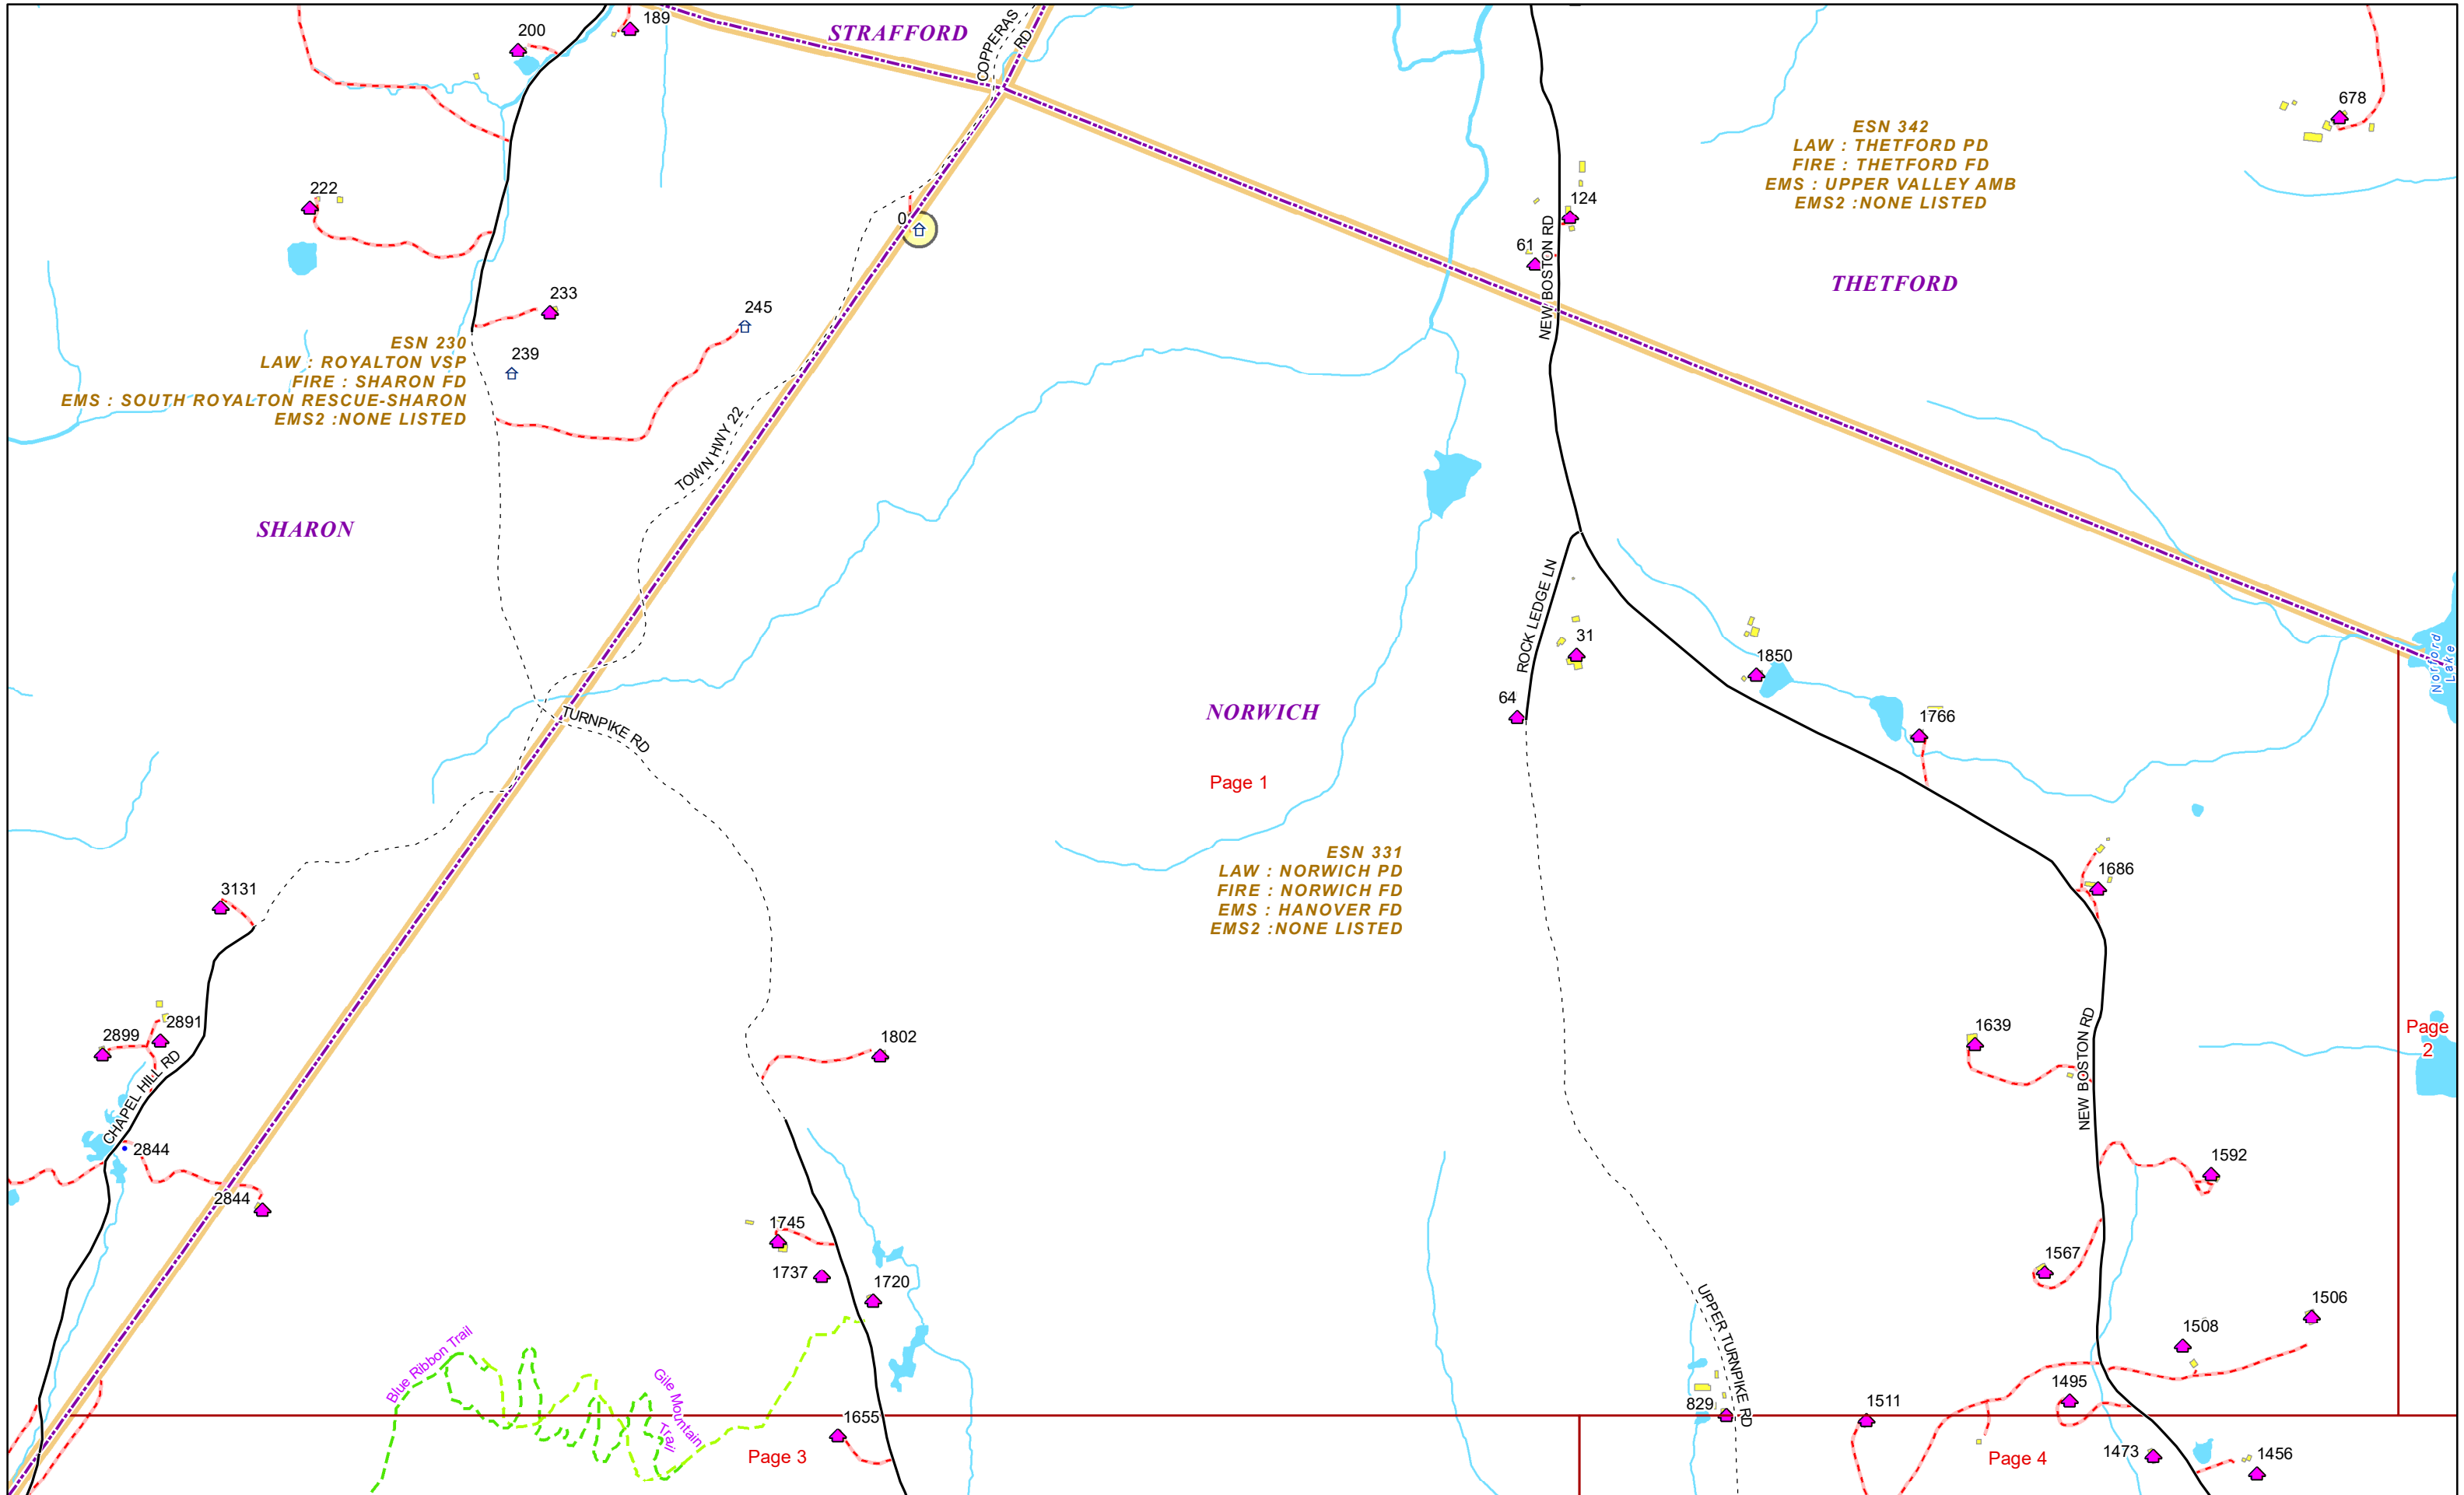 200
189
STRAFFORD
COPPERAS
RD
678
ESN 342
LAW : THETFORD PD
FIRE : THETFORD FD
EMS : UPPER VALLEY AMB
EMS2 :NONE LISTED
222
124
0
61
NEW BOSTON RD
THETFORD
233
245
239
ESN 230
LAW : ROYALTON VSP
FIRE : SHARON FD
EMS : SOUTH ROYALTON RESCUE-SHARON
EMS2 :NONE LISTED
TOWN HWY 22
SHARON
ROCK LEDGE LN
31
1850
Norford
Lake
64
NORWICH
TURNPIKE RD
1766
Page 1
ESN 331
LAW : NORWICH PD
FIRE : NORWICH FD
EMS : HANOVER FD
EMS2 :NONE LISTED
1686
3131
2899
2891
CHAPEL HILL RD
1802
1639
NEW BOSTON RD
Page
2
2844
2844
1592
1745
1737
1720
1567
1506
1508
UPPER TURNPIKE RD
Blue Ribbon Trail
Gile Mountain
Trail
1495
829
1511
1655
Page 3
Page 4
1473
1456